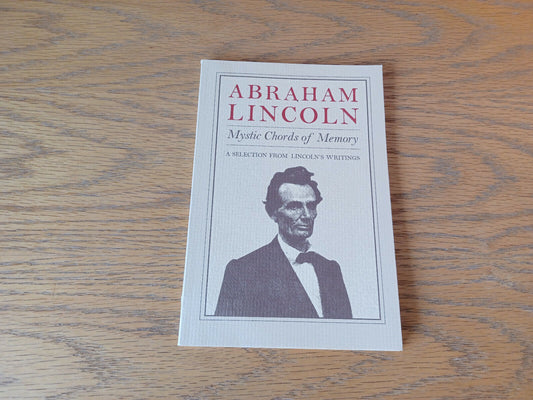 ABRAHAM
LINCOLN
Mystic Chords of Memory
A SELECTION FROM LINCOLN'S WRITINGS